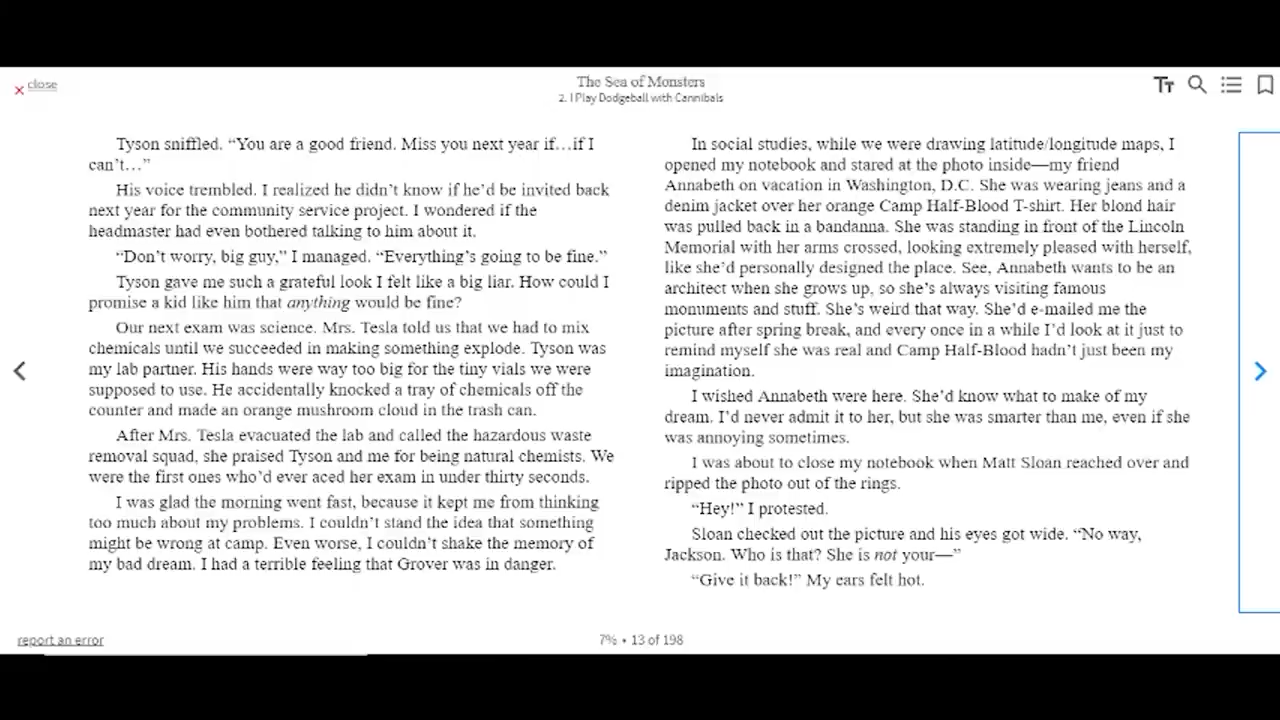 close
The Sea of Monsters
2. I Play Dodgeball with Cannibals
Tyson sniffled. “You are a good friend. Miss you next year if…if I
can’t…”
His voice trembled. I realized he didn’t know if he’d be invited back
next year for the community service project. I wondered if the
headmaster had even bothered talking to him about it.
“Don’t worry, big guy,” I managed. “Everything’s going to be fine.”
Tyson gave me such a grateful look I felt like a big liar. How could I
promise a kid like him that anything would be fine?
Our next exam was science. Mrs. Tesla told us that we had to mix
chemicals until we succeeded in making something explode. Tyson was
my lab partner. His hands were way too big for the tiny vials we were
supposed to use. He accidentally knocked a tray of chemicals off the
counter and made an orange mushroom cloud in the trash can.
After Mrs. Tesla evacuated the lab and called the hazardous waste
removal squad, she praised Tyson and me for being natural chemists. We
were the first ones who’d ever aced her exam in under thirty seconds.
I was glad the morning went fast, because it kept me from thinking
too much about my problems. I couldn’t stand the idea that something
might be wrong at camp. Even worse, I couldn’t shake the memory of
my bad dream. I had a terrible feeling that Grover was in danger.
In social studies, while we were drawing latitude/longitude maps, I
opened my notebook and stared at the photo inside—my friend
Annabeth on vacation in Washington, D.C. She was wearing jeans and a
denim jacket over her orange Camp Half-Blood T-shirt. Her blond hair
was pulled back in a bandanna. She was standing in front of the Lincoln
Memorial with her arms crossed, looking extremely pleased with herself,
like she’d personally designed the place. See, Annabeth wants to be an
architect when she grows up, so she’s always visiting famous
monuments and stuff. She’s weird that way. She’d e-mailed me the
picture after spring break, and every once in a while I’d look at it just to
remind myself she was real and Camp Half-Blood hadn’t just been my
imagination.
I wished Annabeth were here. She’d know what to make of my
dream. I’d never admit it to her, but she was smarter than me, even if she
was annoying sometimes.
I was about to close my notebook when Matt Sloan reached over and
ripped the photo out of the rings.
“Hey!” I protested.
Sloan checked out the picture and his eyes got wide. “No way,
Jackson. Who is that? She is not your—”
“Give it back!” My ears felt hot.
report an error
7% • 13 of 198